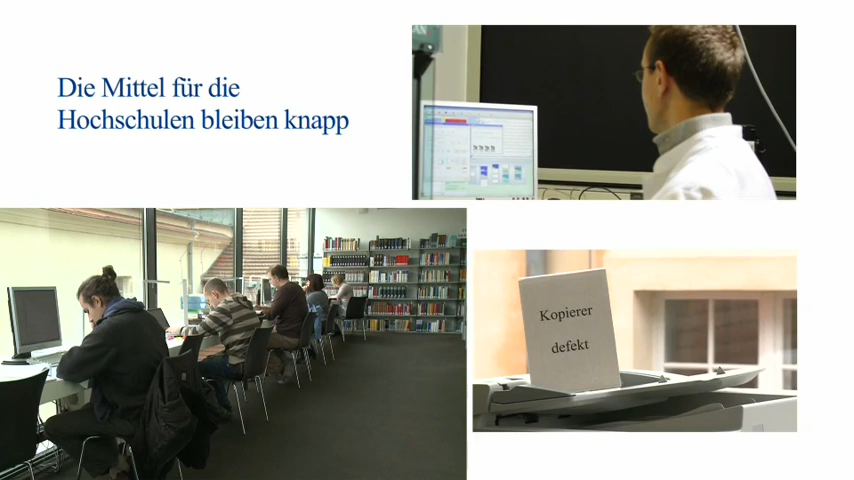 Die Mittel für die
Hochschulen bleiben knapp
Kopierer
defekt